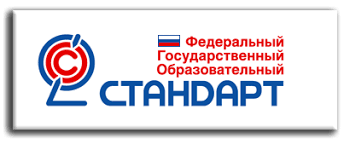 Федеральный
Государственный
Образовательный
СТАНДАРТ